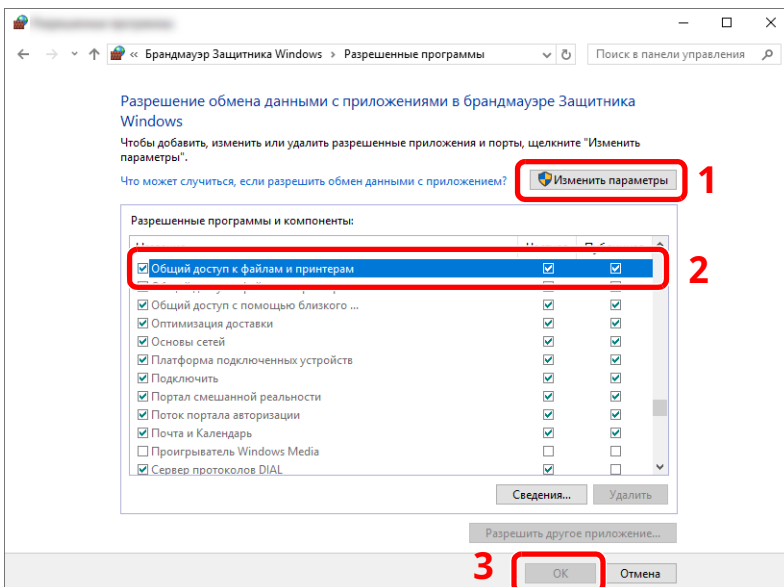 « Брандмауэр Защитника Windows › Разрешенные программы
Поиск в панели управления
Разрешение обмена данными с приложениями в брандмауэре Защитника
Windows
Чтобы добавить, изменить или удалить разрешенные приложения и порты, щелкните "Изменить
параметры".
Что может случиться, если разрешить обмен данными с приложением?
Изменить параметры
1
Разрешенные программы и компоненты:
Общий доступ к файлам и принтерам
2
Общий доступ с помощью близкого ...
Оптимизация доставки
Основы сетей
Платформа подключенных устройств
Подключить
Портал смешанной реальности
Поток портала авторизации
Почта и Календарь
Проигрыватель Windows Media
Сервер протоколов DIAL
Сведения...
Удалить
Разрешить другое приложение...
3
ОК
Отмена